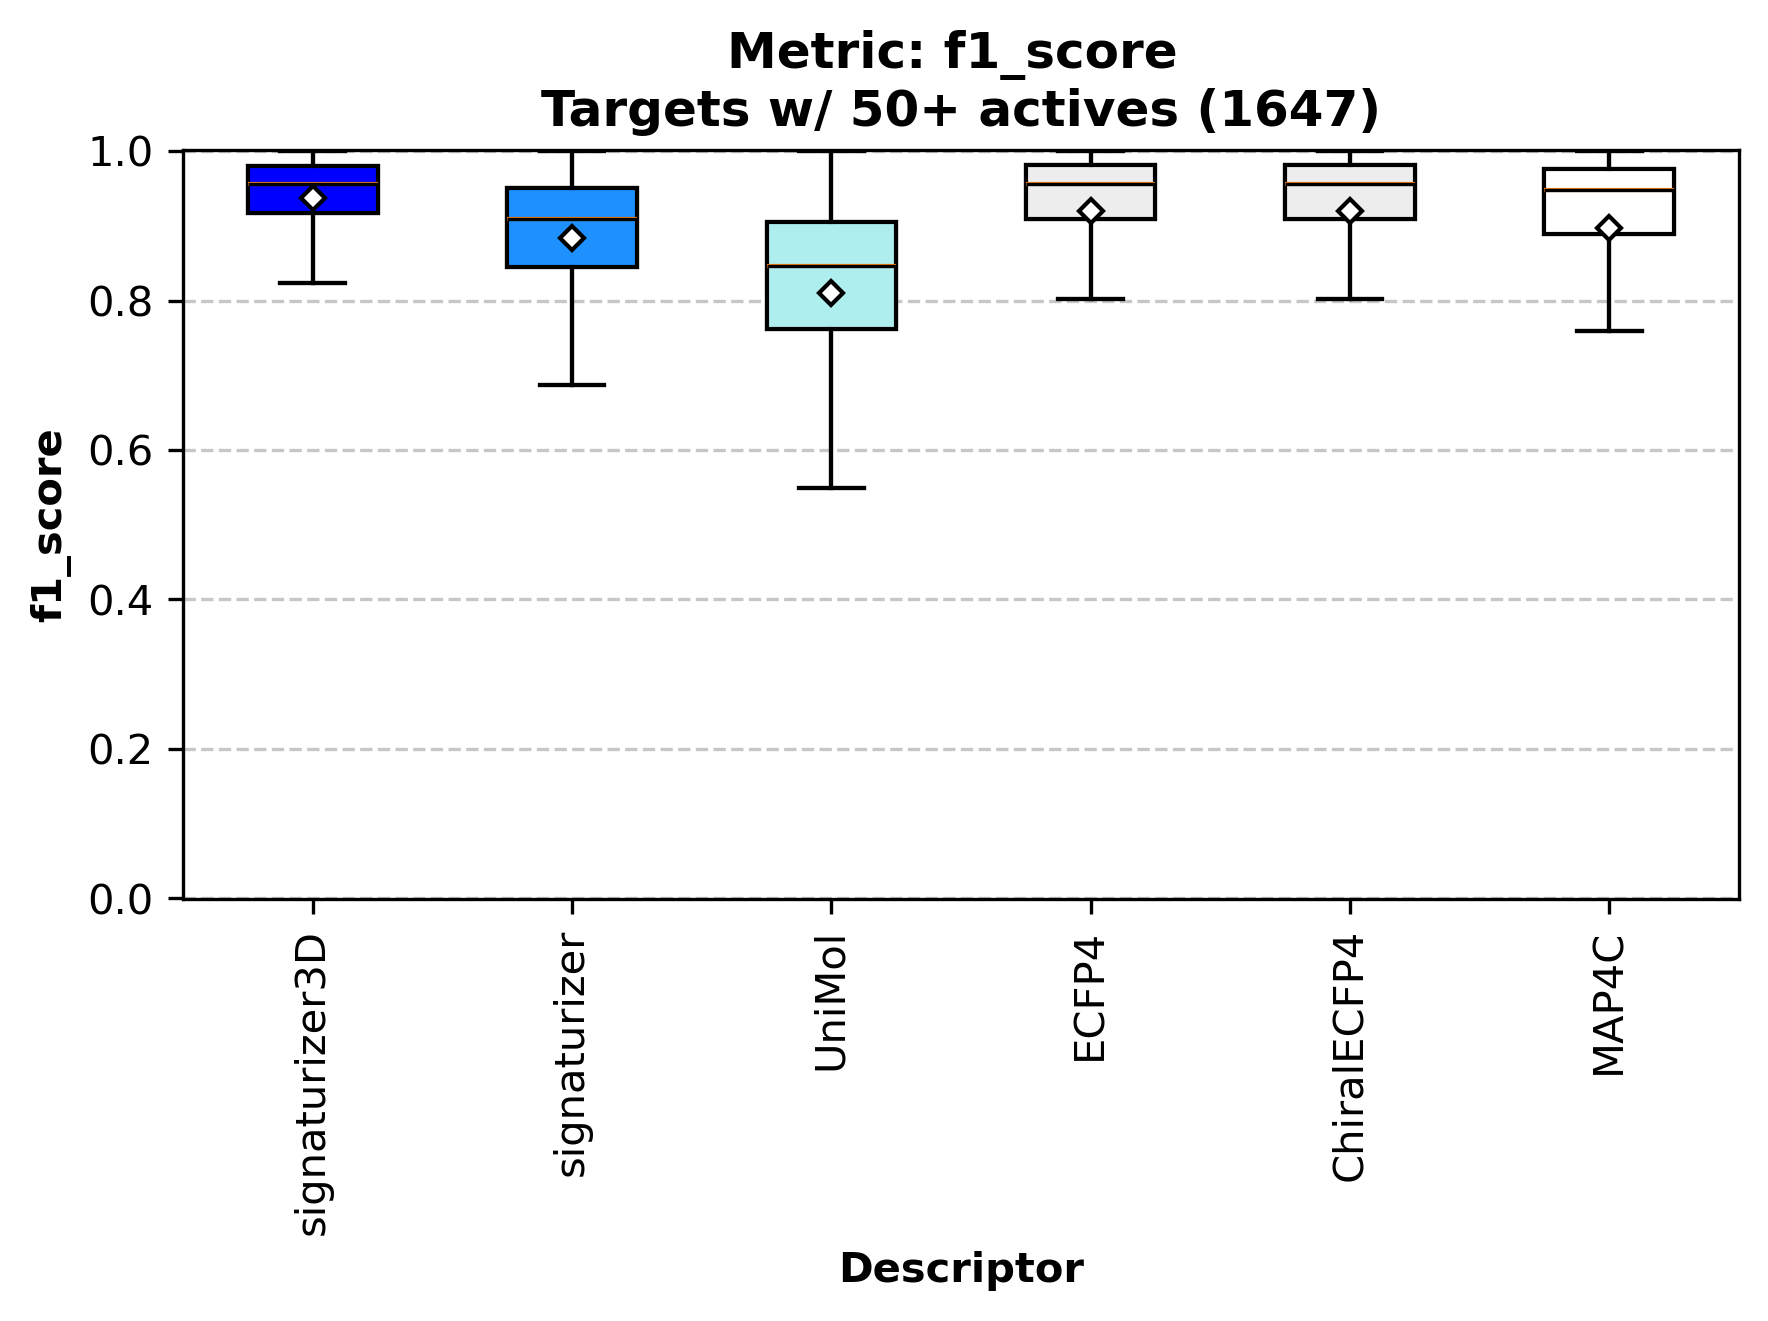 Metric: f1_score
Targets w/ 50+ actives (1647)
f1_score
1.0
0.8
0.6
0.4
0.2
0.0
signaturizer3D
signaturizer
UniMol
ECFP4
ChiralECFP4
MAP4C
Descriptor